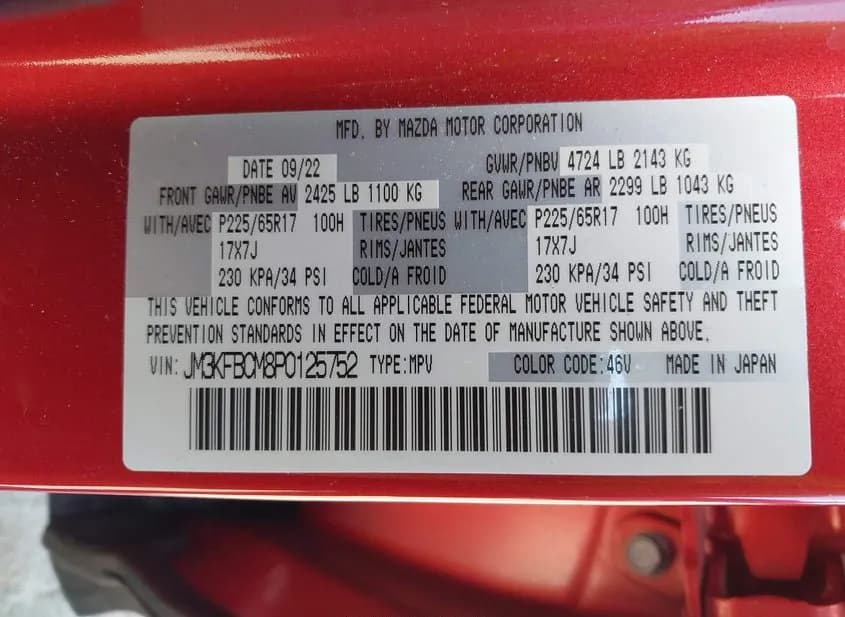 MFD. BY MAZDA MOTOR CORPORATION
DATE 09/22 GVWR/PNBV 4724 LB 2143 KG
FRONT GAWR/PNBE AV 2425 LB 1100 KG REAR GAWR/PNBE AR 2299 LB 1043 KG
WITH/AVEC P225/65R17 100H TIRES/PNEUS WITH/AVEC P225/65R17 100H TIRES/PNEUS
17X7J RIMS/JANTES 17X7J RIMS/JANTES
230 KPA/34 PSI COLD/A FROID 230 KPA/34 PSI COLD/A FROID
THIS VEHICLE CONFORMS TO ALL APPLICABLE FEDERAL MOTOR VEHICLE SAFETY AND THEFT
PREVENTION STANDARDS IN EFFECT ON THE DATE OF MANUFACTURE SHOWN ABOVE.
VIN: JM3KFBCM8P0125752 TYPE:MPV COLOR CODE:46V MADE IN JAPAN